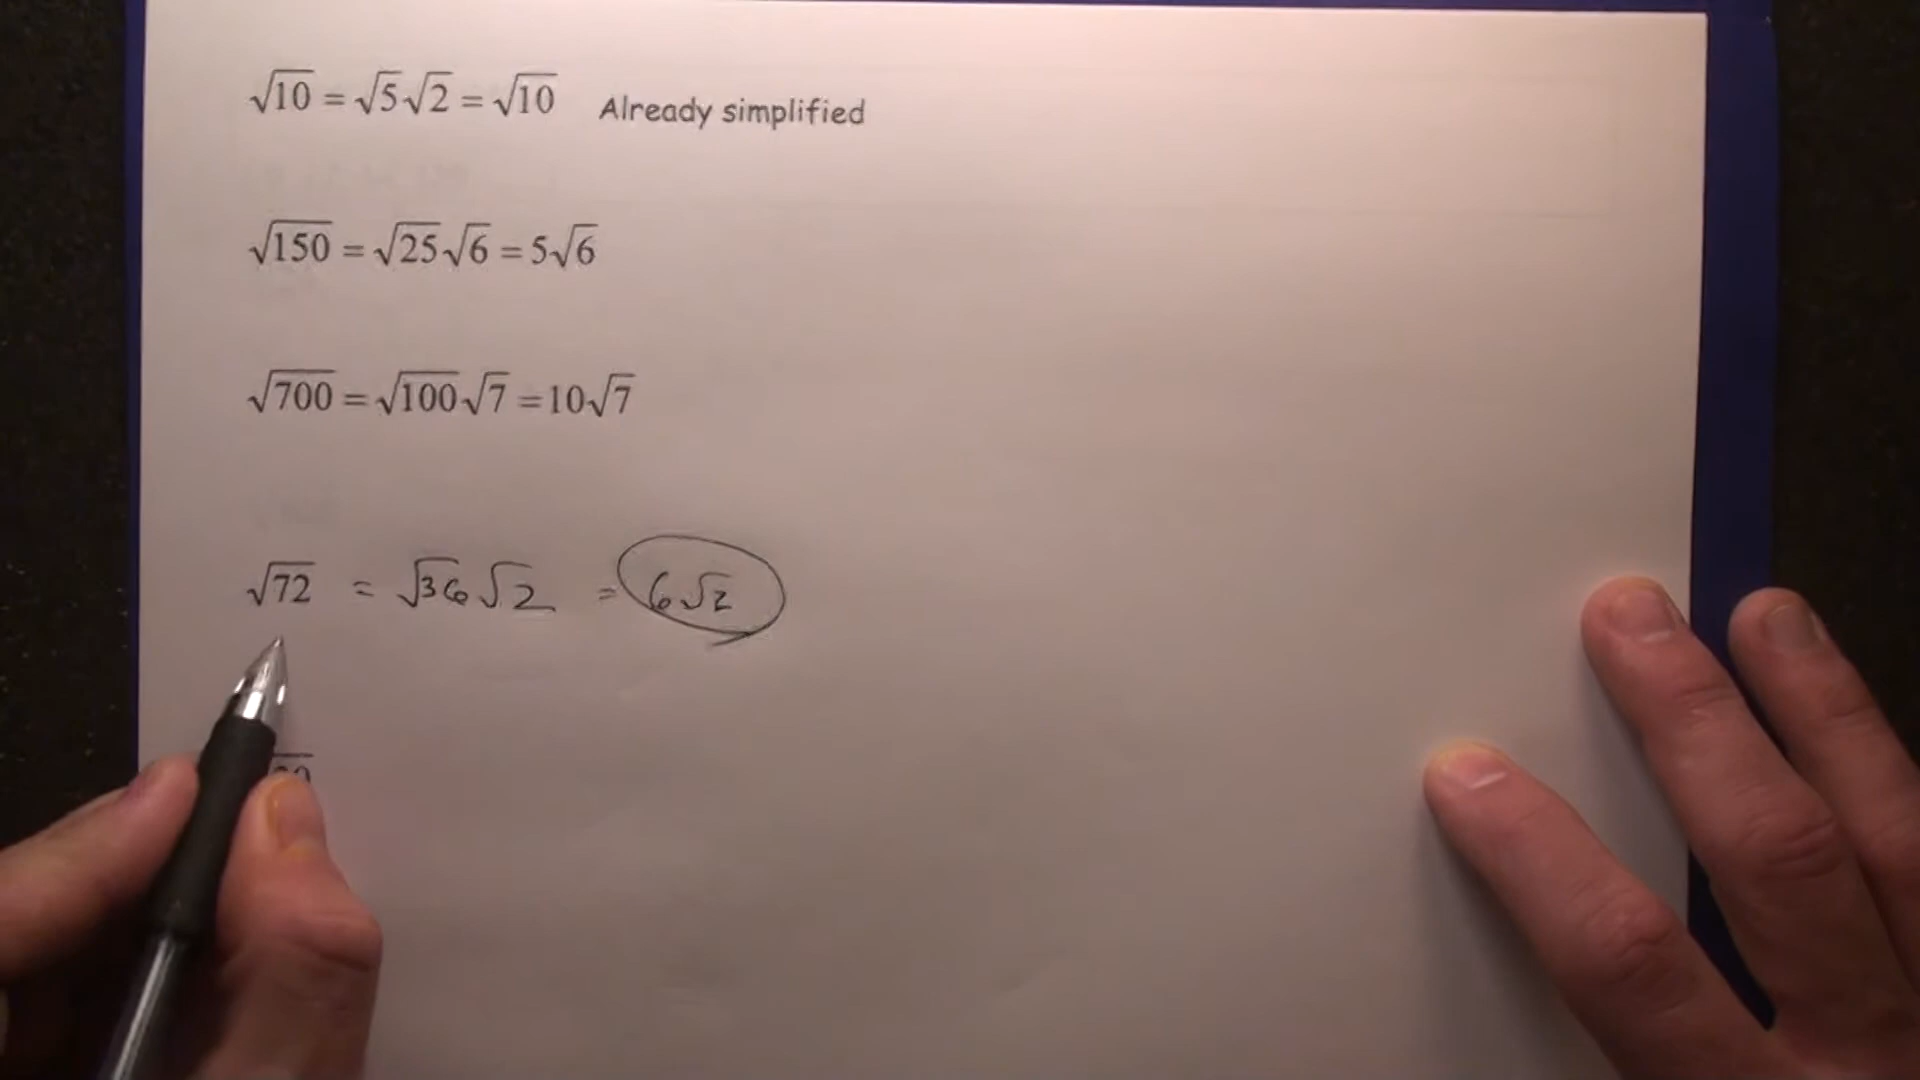 √10 = √5√2 = √10 Already simplified
√150 = √25√6 = 5√6
√700 = √100√7 = 10√7
√72 = √36√2 = 6√2